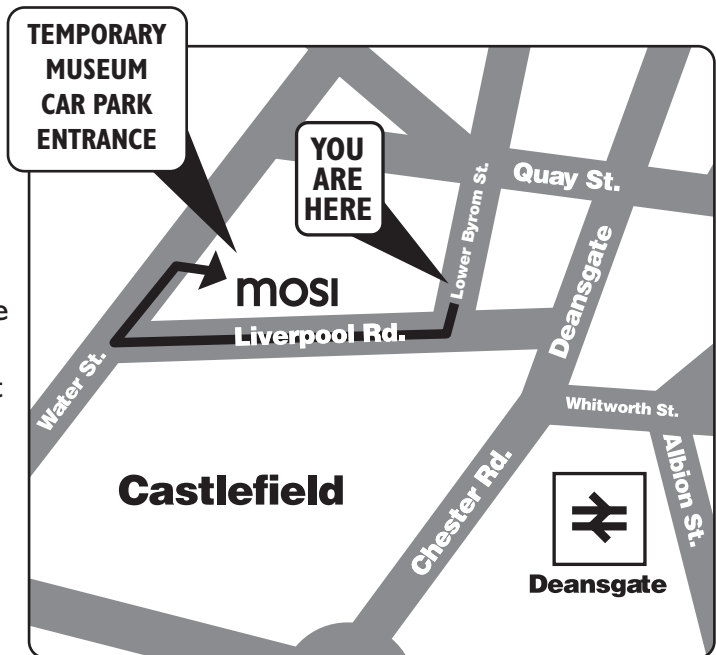 TEMPORARY
MUSEUM
CAR PARK
ENTRANCE
YOU
ARE
HERE
Quay St.
Lower Byrom St.
Deansgate
mosi
Liverpool Rd.
Water St.
Whitworth St.
Albion St.
Castlefield
Chester Rd.
Deansgate